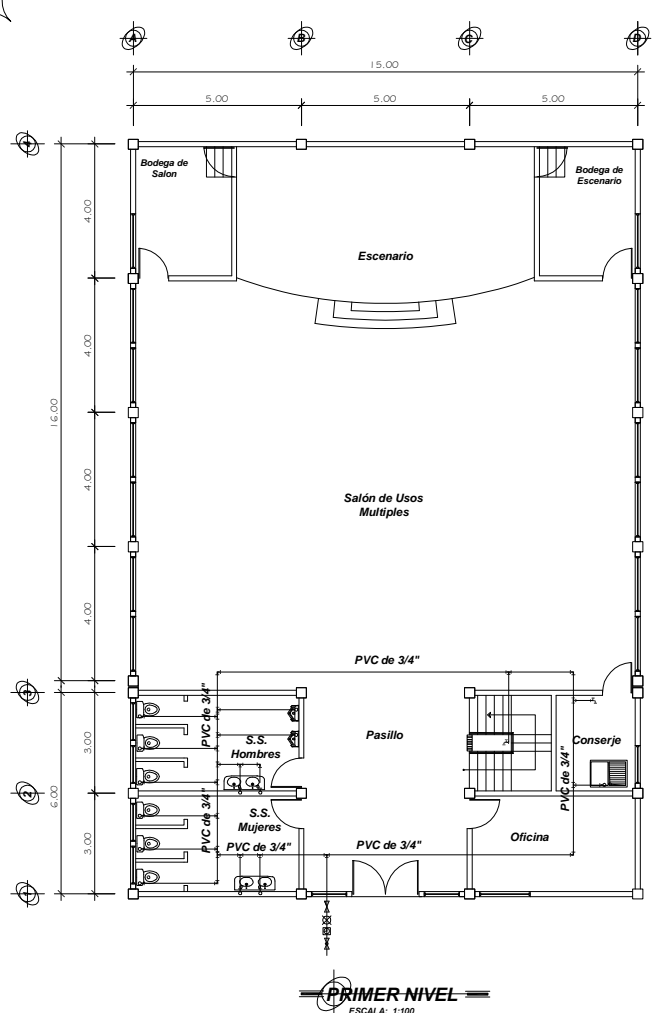 A
B
C
D
15.00
5.00
5.00
5.00
4
Bodega de
Salon
Bodega de
Escenario
4.00
Escenario
4.00
16.00
Salón de Usos
Multiples
4.00
4.00
PVC de 3/4"
3
PVC de 3/4"
3.00
S.S.
Hombres
Pasillo
Conserje
PVC de 3/4"
6.00
2
S.S.
Mujeres
PVC de 3/4"
3.00
PVC de 3/4"
PVC de 3/4"
Oficina
1
PRIMER NIVEL
ESCALA: 1:100